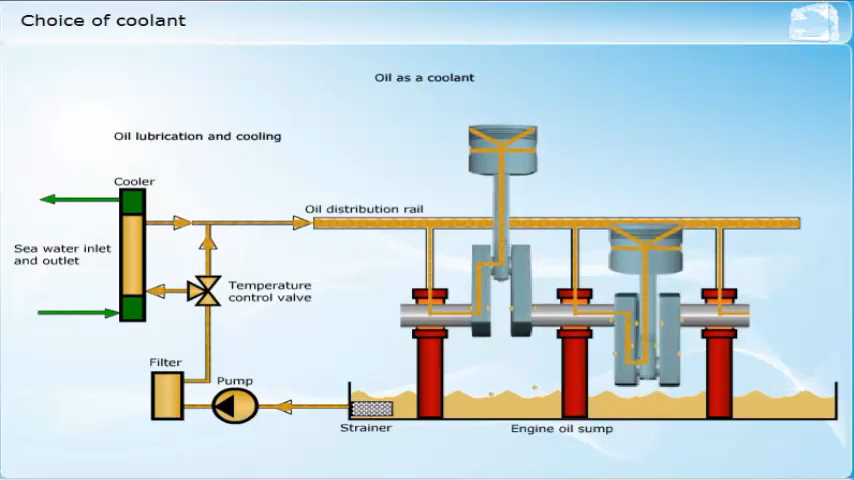 Choice of coolant
Oil as a coolant
Oil lubrication and cooling
Cooler
Oil distribution rail
Sea water inlet
and outlet
Temperature
control valve
Filter
Pump
Strainer
Engine oil sump